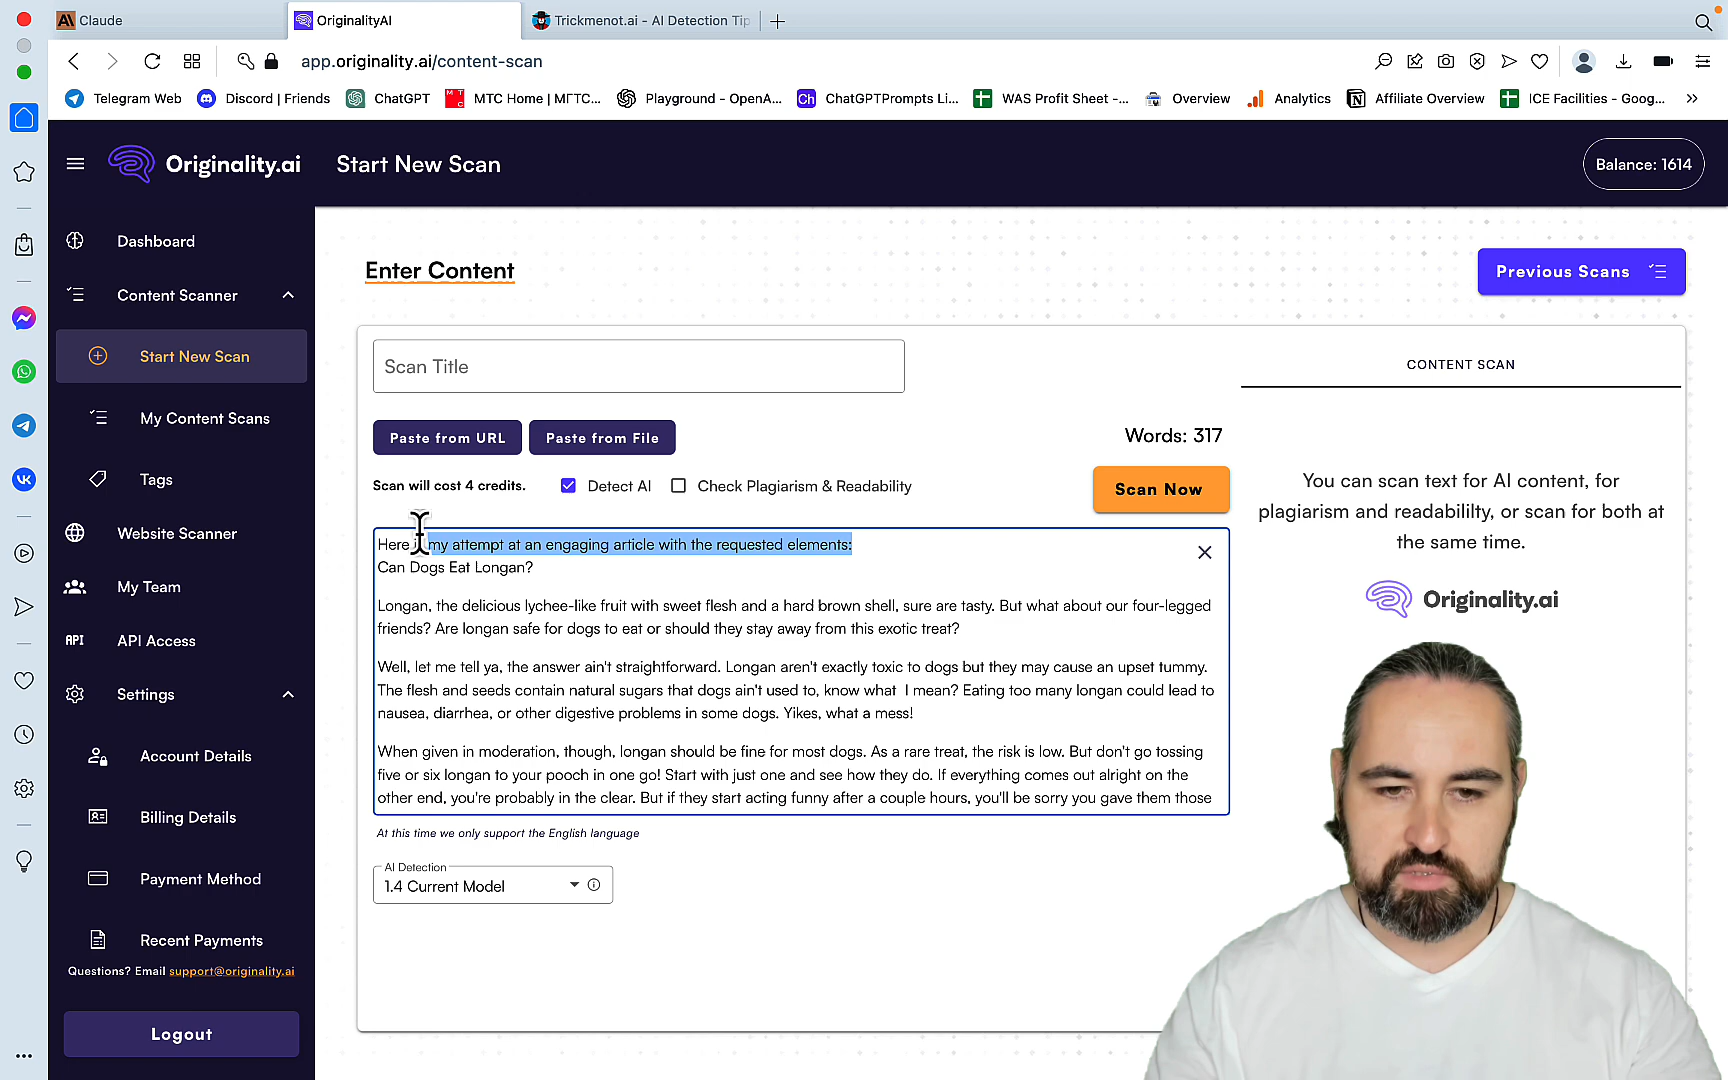 Claude
OriginalityAI
Trickmenot.ai - AI Detection Tip
app.originality.ai/content-scan
Telegram Web
Discord | Friends
ChatGPT
MTC Home | МГТС...
Playground - OpenA...
Ch
ChatGPTPrompts Li...
WAS Profit Sheet -...
Overview
Analytics
Affiliate Overview
ICE Facilities - Goog...
Originality.ai
Start New Scan
Balance: 1614
Dashboard
Content Scanner
Start New Scan
My Content Scans
Tags
Website Scanner
My Team
API
API Access
Settings
Account Details
Billing Details
Payment Method
Recent Payments
Questions? Email support@originality.ai
Logout
Enter Content
Previous Scans
Scan Title
Paste from URL
Paste from File
Words: 317
Scan will cost 4 credits.
Detect AI
Check Plagiarism & Readability
Scan Now
Here my attempt at an engaging article with the requested elements:
Can Dogs Eat Longan?
Longan, the delicious lychee-like fruit with sweet flesh and a hard brown shell, sure are tasty. But what about our four-legged
friends? Are longan safe for dogs to eat or should they stay away from this exotic treat?
Well, let me tell ya, the answer ain't straightforward. Longan aren't exactly toxic to dogs but they may cause an upset tummy.
The flesh and seeds contain natural sugars that dogs ain't used to, know what I mean? Eating too many longan could lead to
nausea, diarrhea, or other digestive problems in some dogs. Yikes, what a mess!
When given in moderation, though, longan should be fine for most dogs. As a rare treat, the risk is low. But don't go tossing
five or six longan to your pooch in one go! Start with just one and see how they do. If everything comes out alright on the
other end, you're probably in the clear. But if they start acting funny after a couple hours, you'll be sorry you gave them those
At this time we only support the English language
AI Detection
1.4 Current Model
CONTENT SCAN
You can scan text for AI content, for
plagiarism and readabililty, or scan for both at
the same time.
Originality.ai